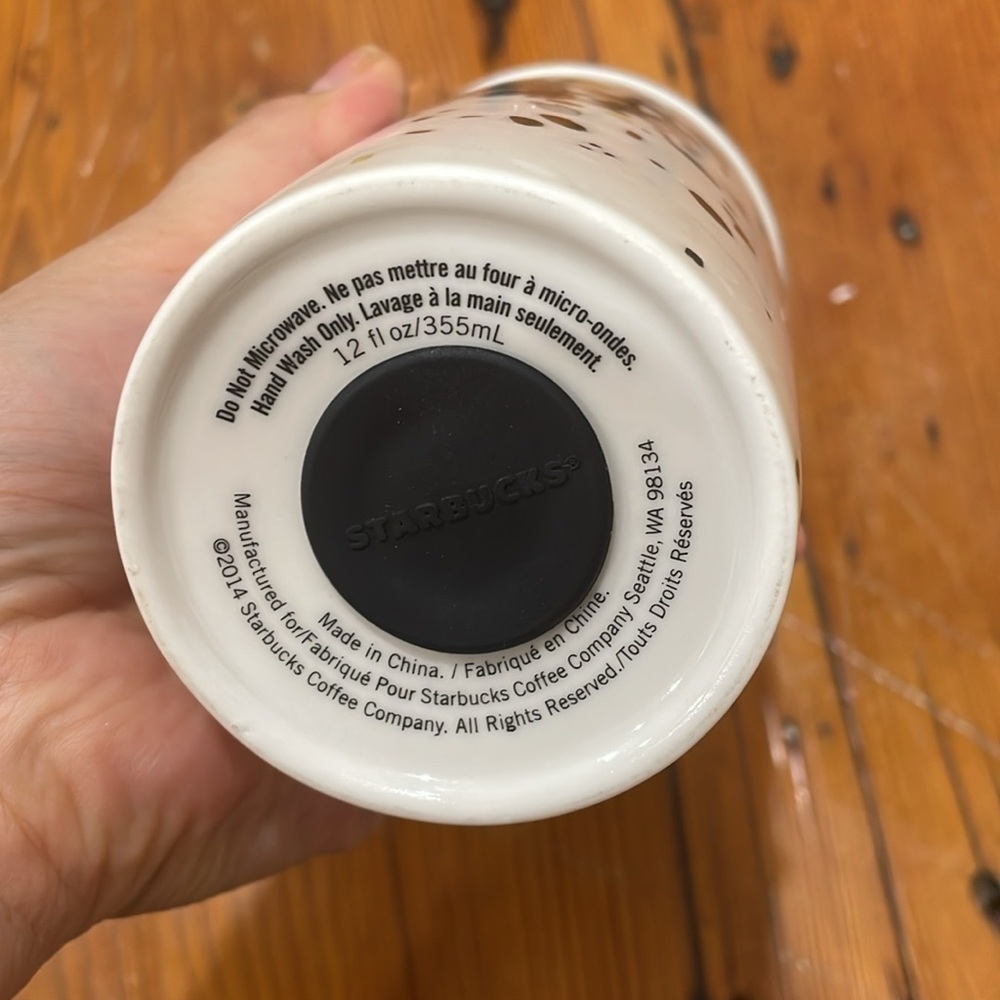 Do Not Microwave. Ne pas mettre au four à micro-ondes.
Hand Wash Only. Lavage à la main seulement.
12 fl oz/355mL
STARBUCKS®
Made in China. / Fabriqué en Chine.
Manufactured for/Fabriqué Pour Starbucks Coffee Company Seattle, WA 98134
©2014 Starbucks Coffee Company. All Rights Reserved./Touts Droits Réservés